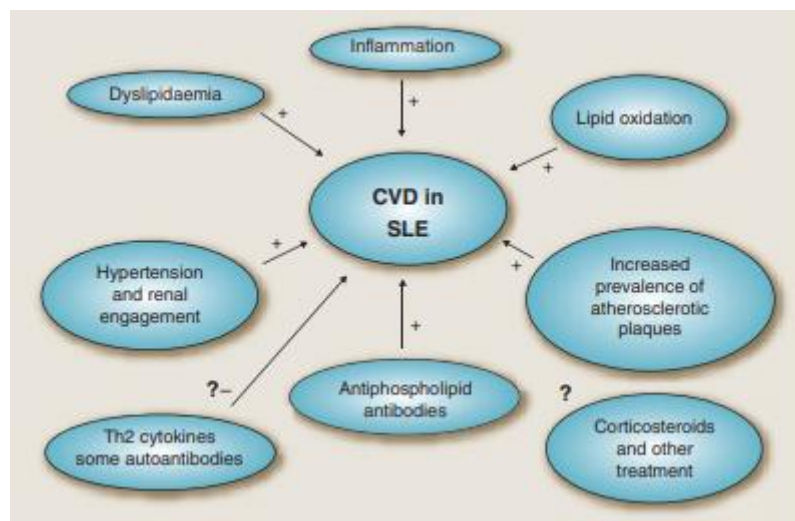 Inflammation
+
Dyslipidaemia
+
Lipid oxidation
+
CVD in
SLE
Hypertension
and renal
engagement
+
Increased
prevalence of
atherosclerotic
plaques
+
Antiphospholipid
antibodies
+
?–
Th2 cytokines
some autoantibodies
?
Corticosteroids
and other
treatment